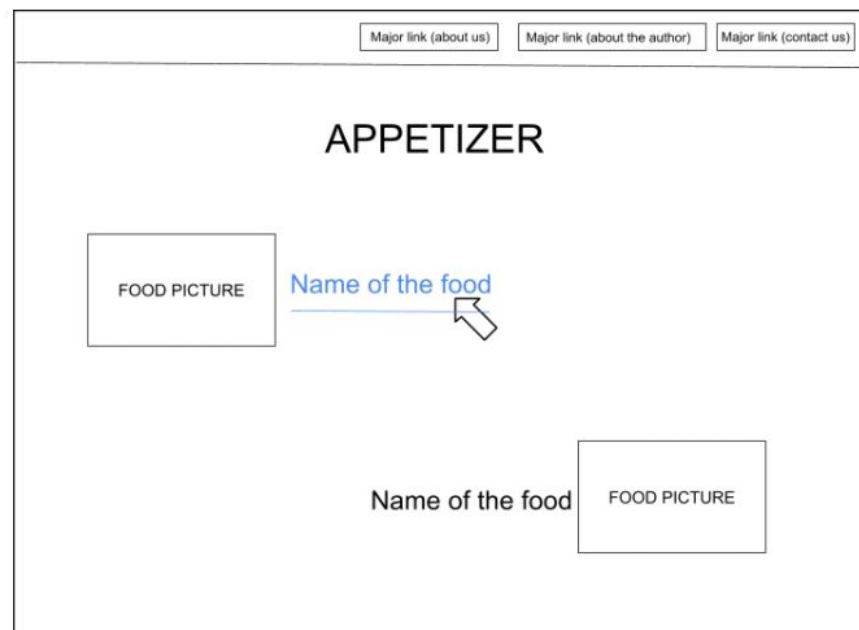 Major link (about us)
Major link (about the author)
Major link (contact us)
APPETIZER
FOOD PICTURE
Name of the food
Name of the food
FOOD PICTURE